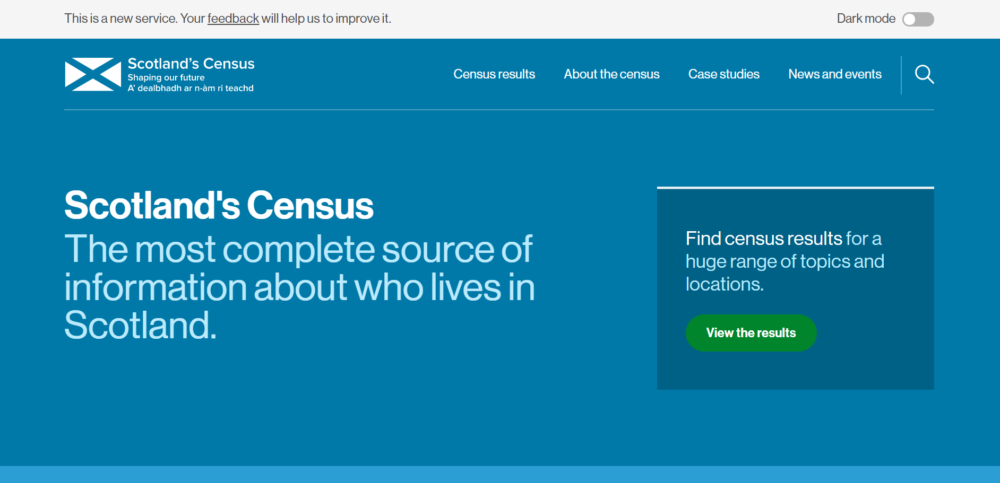 This is a new service. Your feedback will help us to improve it.
Dark mode
Scotland's Census
Shaping our future
A' dealbhadh ar n-àm ri teachd
Census results
About the census
Case studies
News and events
Scotland's Census
The most complete source of
information about who lives in
Scotland.
Find census results for a
huge range of topics and
locations.
View the results